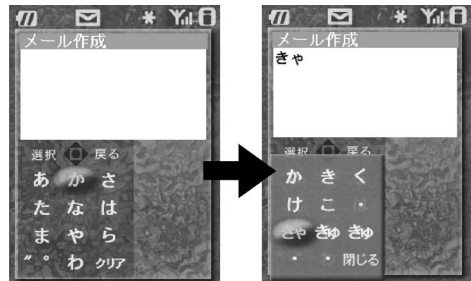 メール作成
選択 戻る
あ か さ
た な は
ま や ら
゛゜ わ クリア
メール作成
きゃ
選択 戻る
か き く
け こ ・
きゃ きゅ きゅ
・ ・ 閉じる